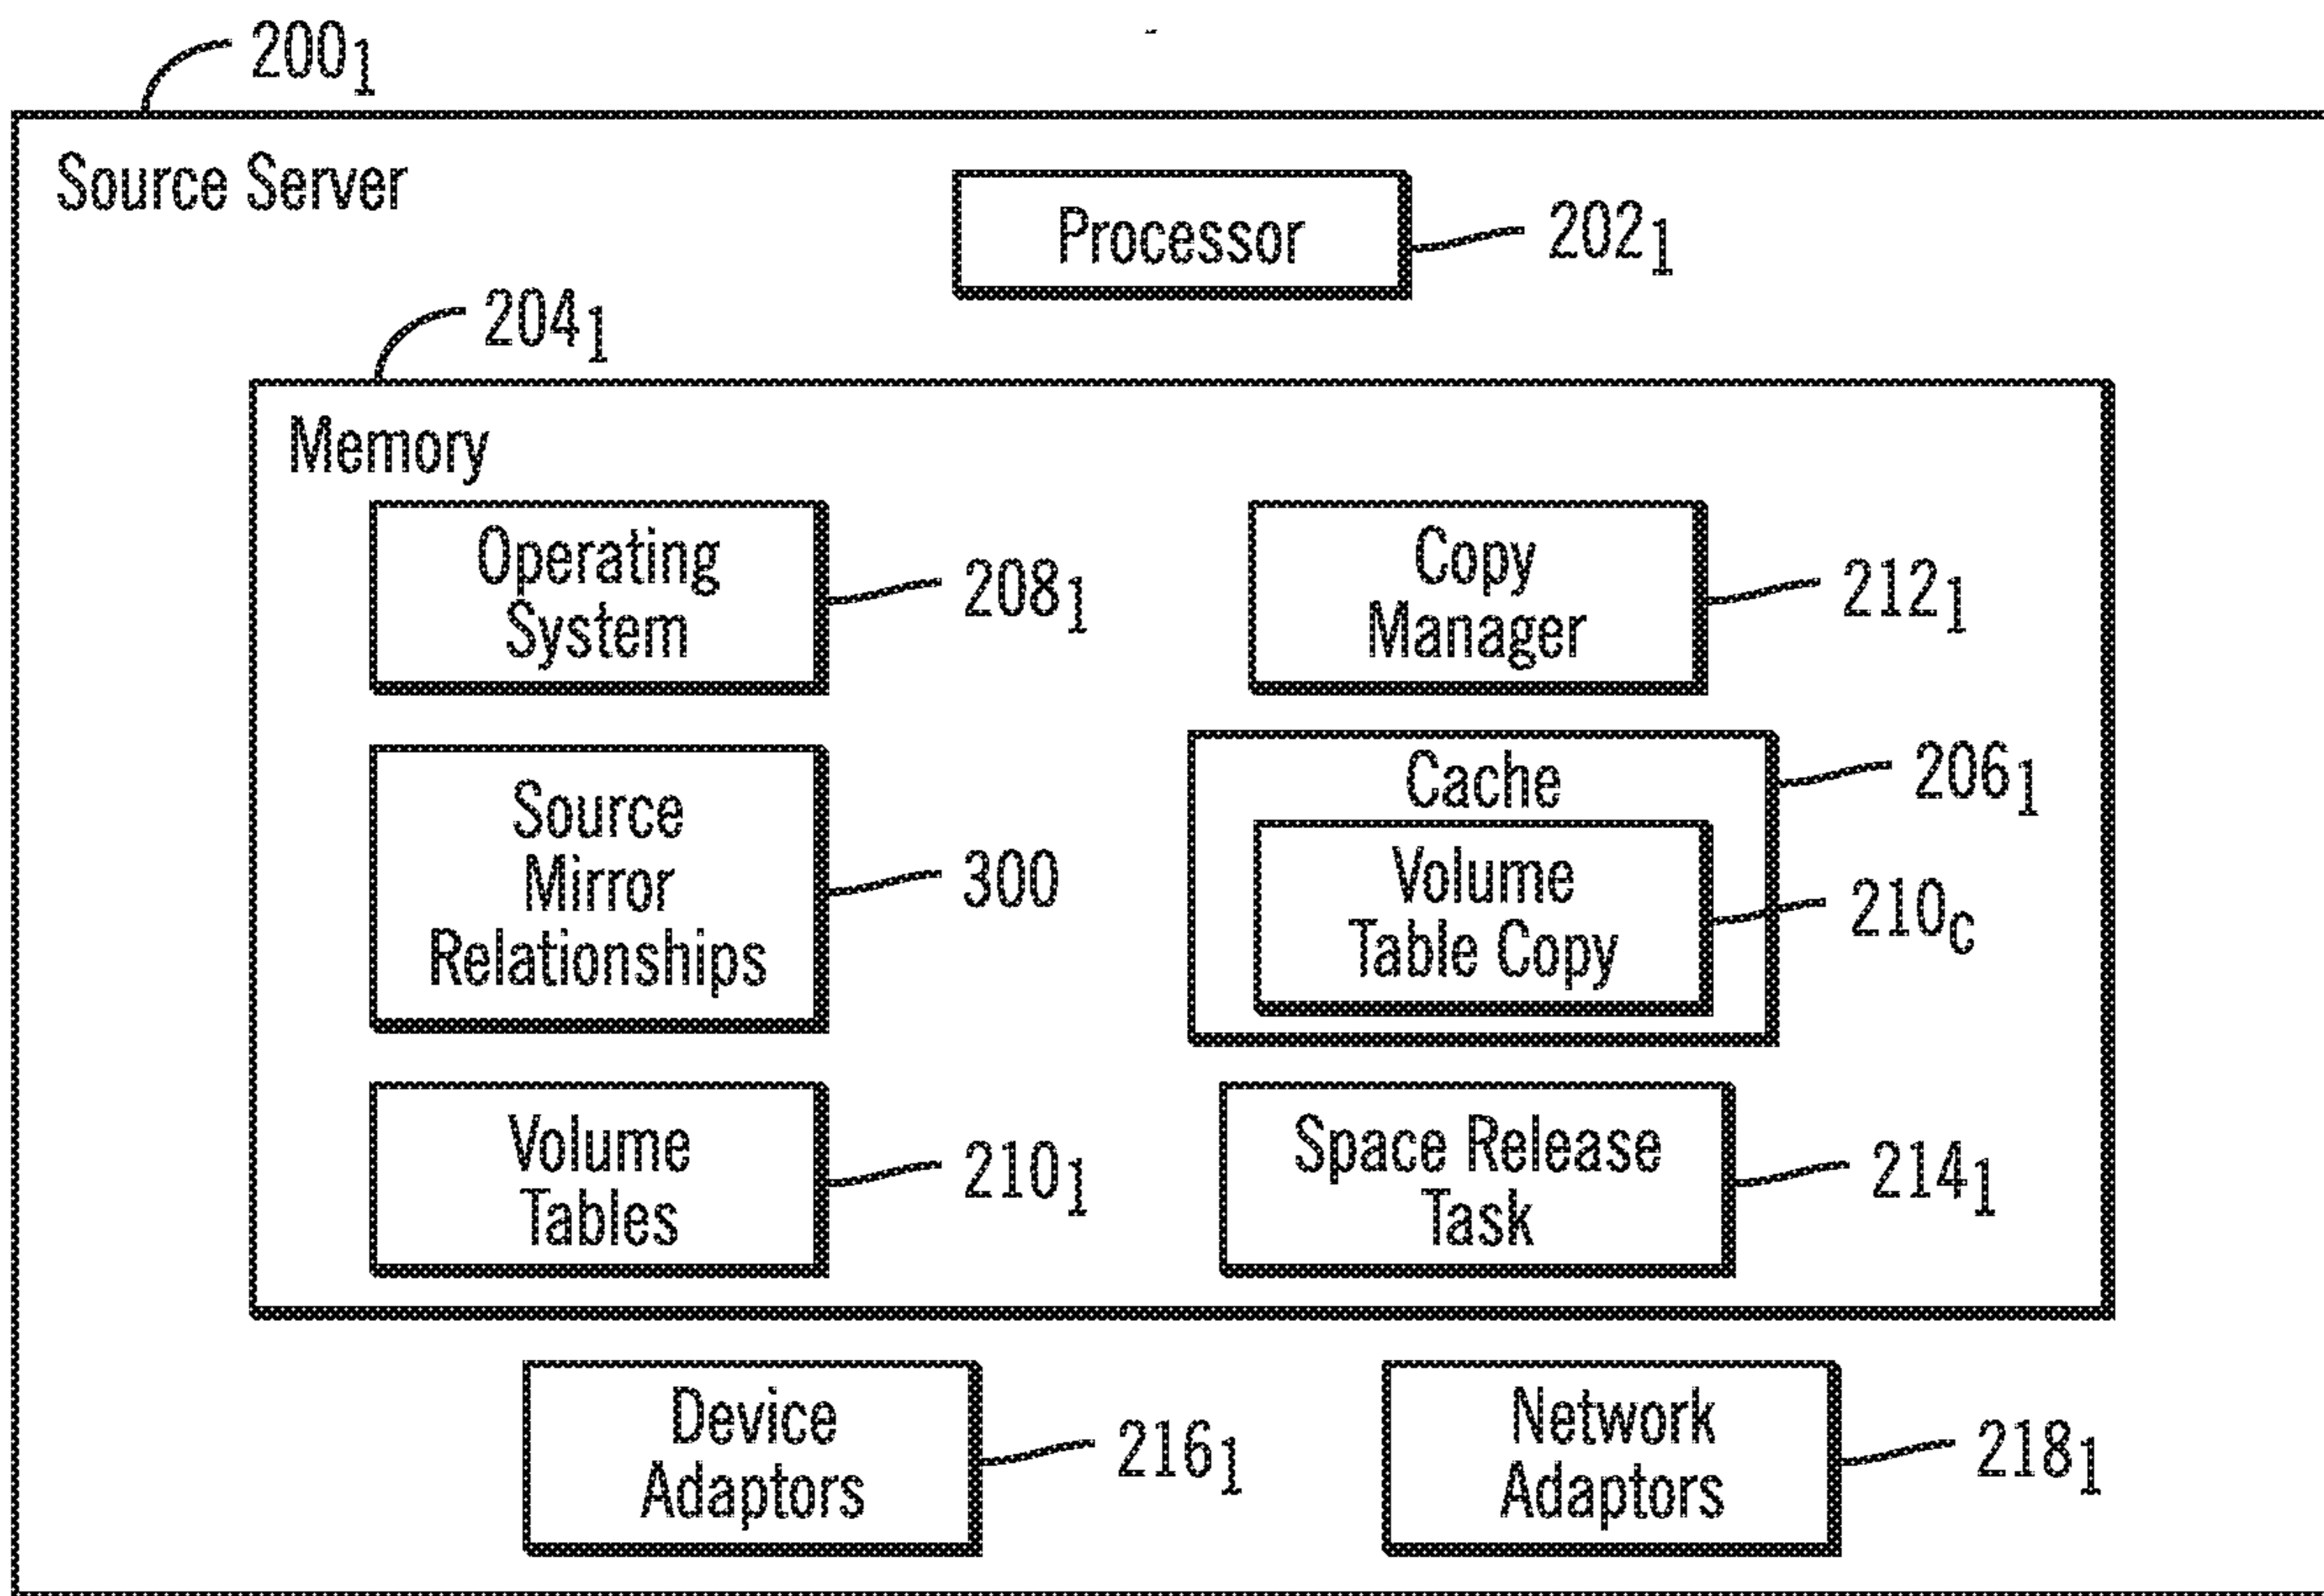 200₁
Source Server
Processor
202₁
204₁
Memory
Operating
System
208₁
Copy
Manager
212₁
Source
Mirror
Relationships
300
Cache
206₁
Volume
Table Copy
210c
Volume
Tables
210₁
Space Release
Task
214₁
Device
Adaptors
216₁
Network
Adaptors
218₁